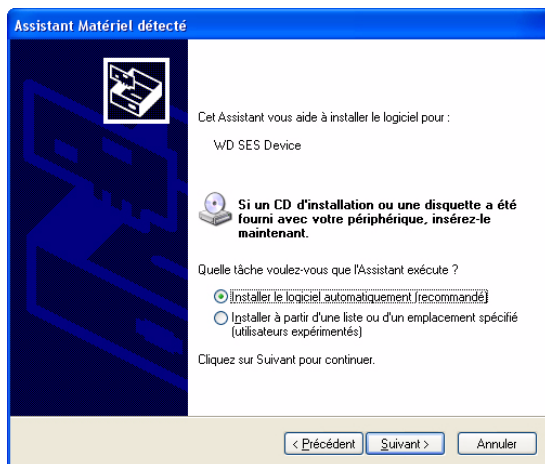 Assistant Matériel détecté
Cet Assistant vous aide à installer le logiciel pour :
WD SES Device
Si un CD d'installation ou une disquette a été
fourni avec votre périphérique, insérez-le
maintenant.
Quelle tâche voulez-vous que l'Assistant exécute ?
Installer le logiciel automatiquement (recommandé)
Installer à partir d'une liste ou d'un emplacement spécifié
(utilisateurs expérimentés)
Cliquez sur Suivant pour continuer.
< Précédent Suivant > Annuler